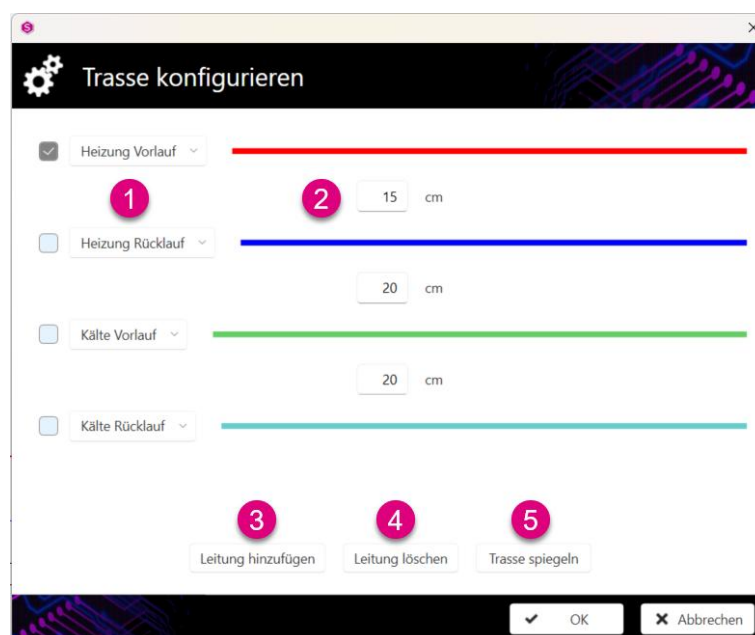 S
Trasse konfigurieren
Heizung Vorlauf
1
2
15 cm
Heizung Rücklauf
20 cm
Kälte Vorlauf
20 cm
Kälte Rücklauf
3
4
5
Leitung hinzufügen
Leitung löschen
Trasse spiegeln
OK
Abbrechen